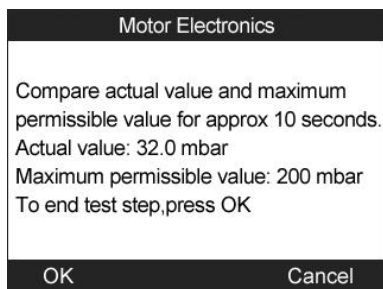 Motor Electronics
Compare actual value and maximum
permissible value for approx 10 seconds.
Actual value: 32.0 mbar
Maximum permissible value: 200 mbar
To end test step,press OK
OK Cancel